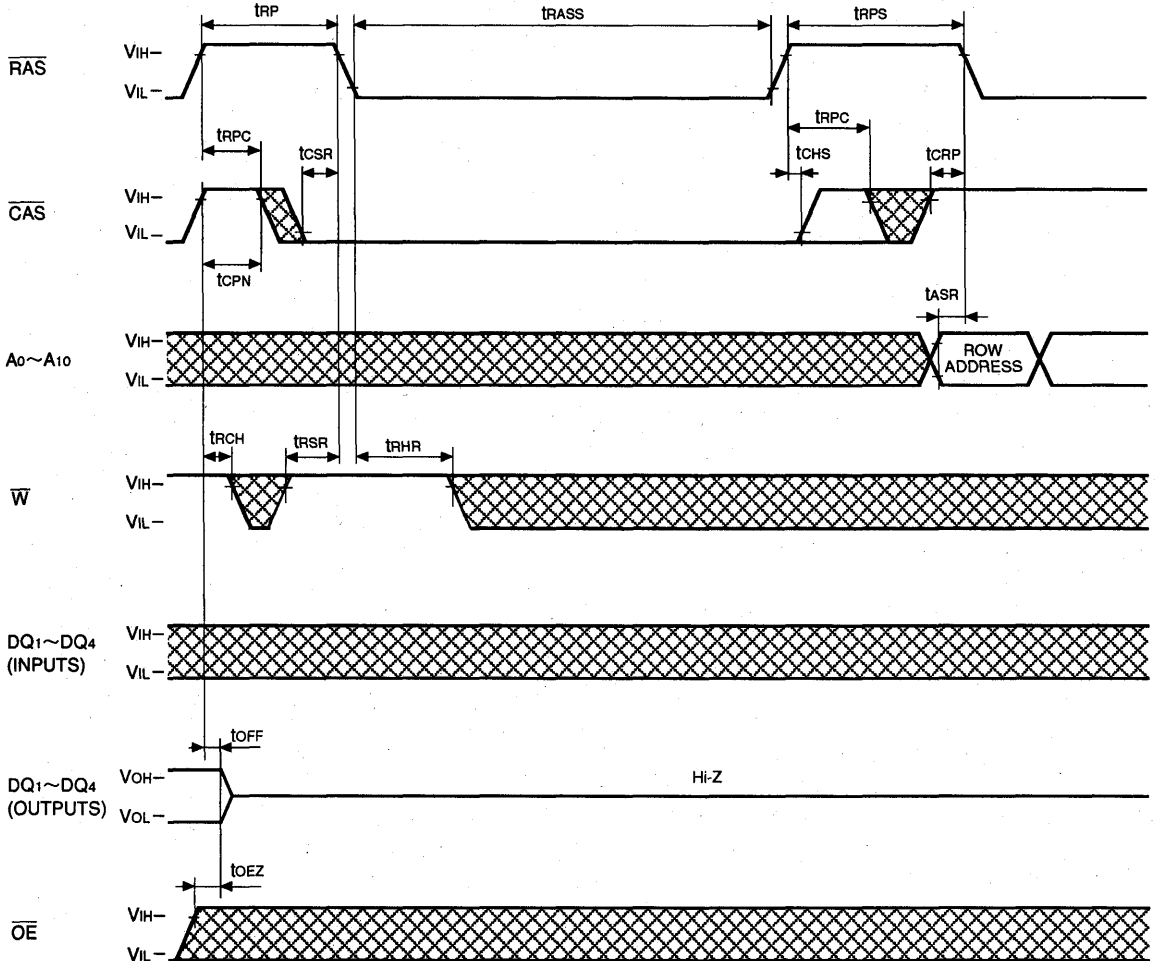 tRP tRASS tRPS
VIH
RAS
VIL
tRPC tRPC
tCSR tCHS tCRP
VIH
CAS
VIL
tCPN
tASR
VIH
A0~A10 ROW
ADDRESS
VIL
tRCH tRSR tRHR
VIH
W
VIL
DQ1~DQ4 VIH
(INPUTS) VIL
tOFF
DQ1~DQ4 VOH Hi-Z
(OUTPUTS) VOL
tOEZ
VIH
OE
VIL